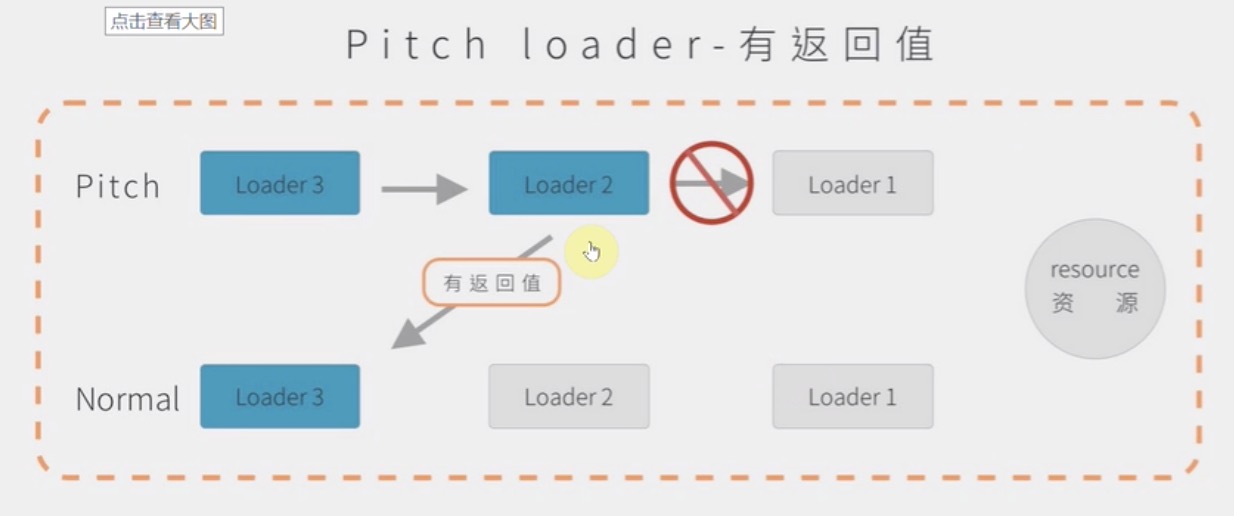 点击查看大图
Pitch loader-有返回值
Pitch
Loader 3
Loader 2
Loader 1
有返回值
resource
资 源
Normal
Loader 3
Loader 2
Loader 1